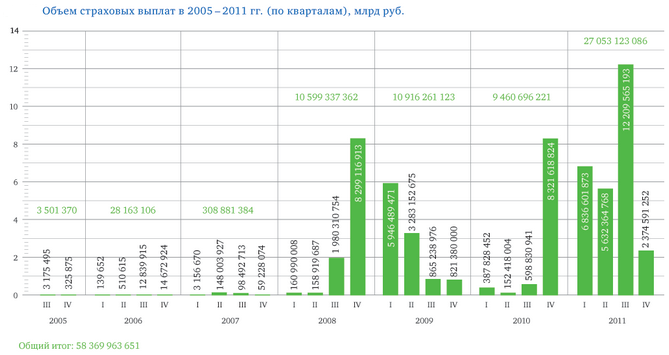 Объем страховых выплат в 2005–2011 гг. (по кварталам), млрд руб.
14
12
10
8
6
4
2
0
3 501 370
28 163 106
308 881 384
10 599 337 362
10 916 261 123
9 460 696 221
27 053 123 086
3 175 495
325 875
139 652
510 615
12 839 915
14 672 924
3 156 670
148 003 927
98 492 713
59 228 074
160 990 008
158 919 687
1 980 310 754
8 299 116 913
5 946 489 471
3 283 152 675
865 238 976
821 380 000
387 828 452
152 418 004
598 830 941
8 321 618 824
6 836 601 873
5 632 364 768
12 209 565 193
2 374 591 252
III IV I II III IV I II III IV I II III IV I II III IV I II III IV I II III IV
2005 2006 2007 2008 2009 2010 2011
Общий итог: 58 369 963 651